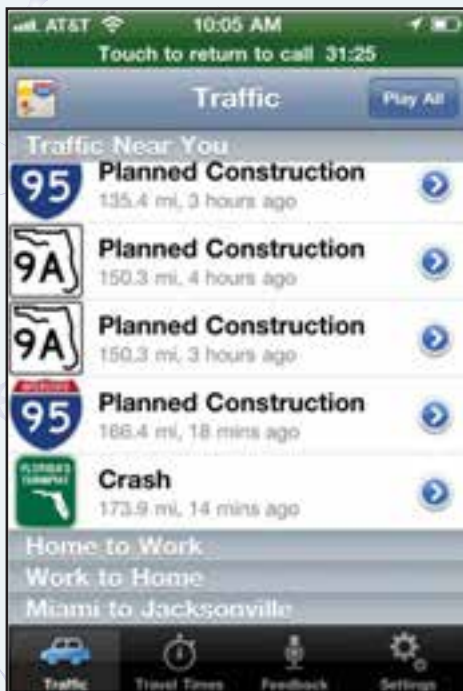 AT&T 10:05 AM
Touch to return to call 31:25
Traffic Play All
Traffic Near You
95 Planned Construction
135.4 mi, 3 hours ago
9A Planned Construction
150.3 mi, 4 hours ago
9A Planned Construction
150.3 mi, 3 hours ago
INTERSTATE
95 Planned Construction
166.4 mi, 18 mins ago
FLORIDA'S
TURNPIKE
Crash
173.9 mi, 14 mins ago
Home to Work
Work to Home
Miami to Jacksonville
Traffic Travel Times Feedback Settings